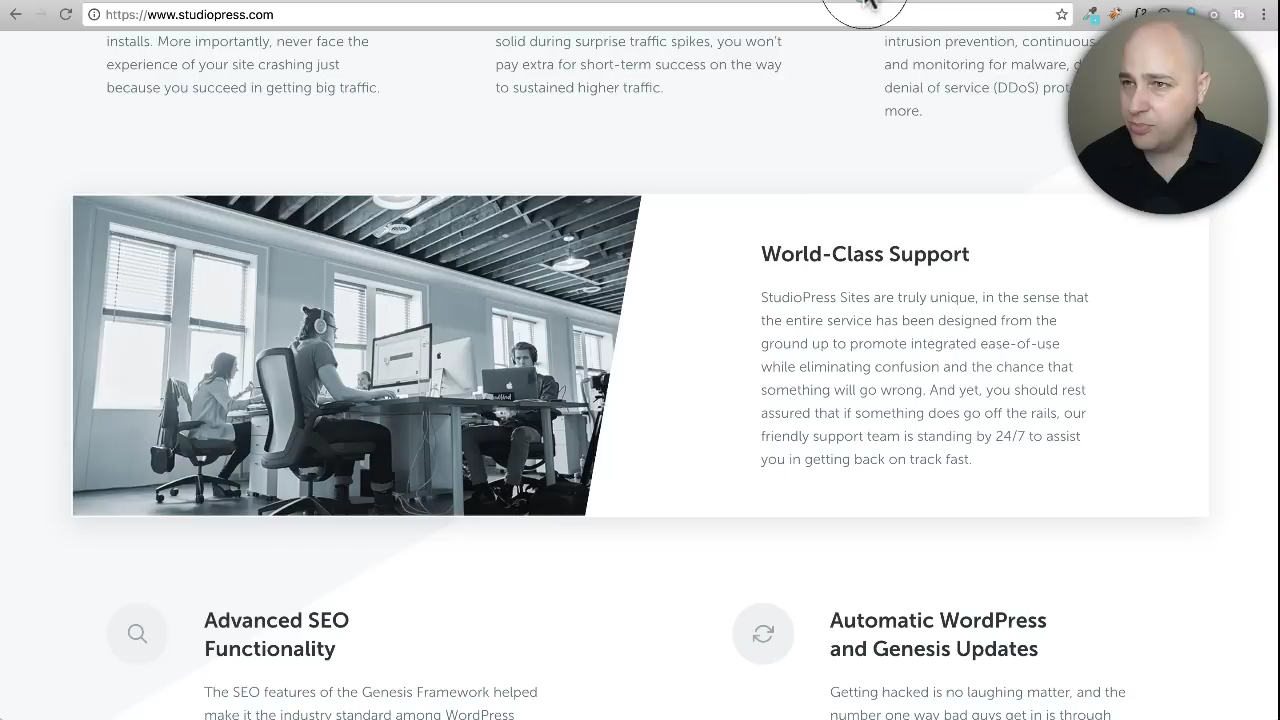 https://www.studiopress.com
installs. More importantly, never face the
experience of your site crashing just
because you succeed in getting big traffic.
solid during surprise traffic spikes, you won't
pay extra for short-term success on the way
to sustained higher traffic.
intrusion prevention, continuous
and monitoring for malware,
denial of service (DDoS)
more.
World-Class Support
StudioPress Sites are truly unique, in the sense that
the entire service has been designed from the
ground up to promote integrated ease-of-use
while eliminating confusion and the chance that
something will go wrong. And yet, you should rest
assured that if something does go off the rails, our
friendly support team is standing by 24/7 to assist
you in getting back on track fast.
Advanced SEO
Functionality
The SEO features of the Genesis Framework helped
make it the industry standard among WordPress
Automatic WordPress
and Genesis Updates
Getting hacked is no laughing matter, and the
number one way bad guys get in is through